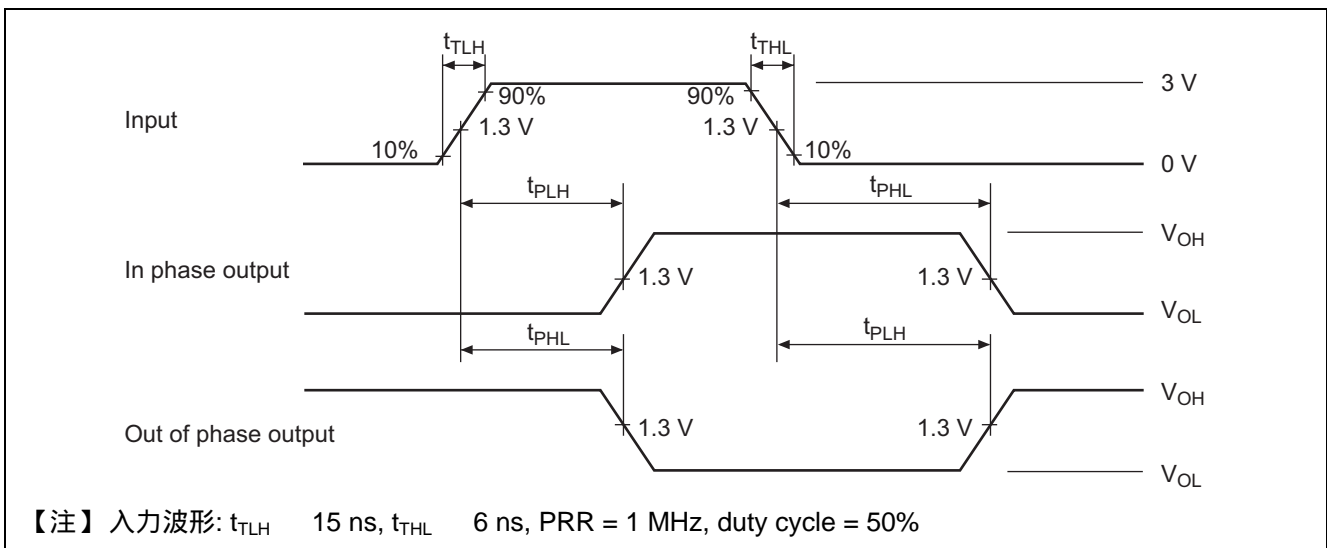 tTLH tTHL
3 V
90% 90%
Input 1.3 V 1.3 V
10% 10%
0 V
tPLH tPHL
VOH
In phase output 1.3 V 1.3 V
VOL
tPHL tPLH
VOH
Out of phase output 1.3 V 1.3 V
VOL
【注】入力波形: tTLH 15 ns, tTHL 6 ns, PRR = 1 MHz, duty cycle = 50%